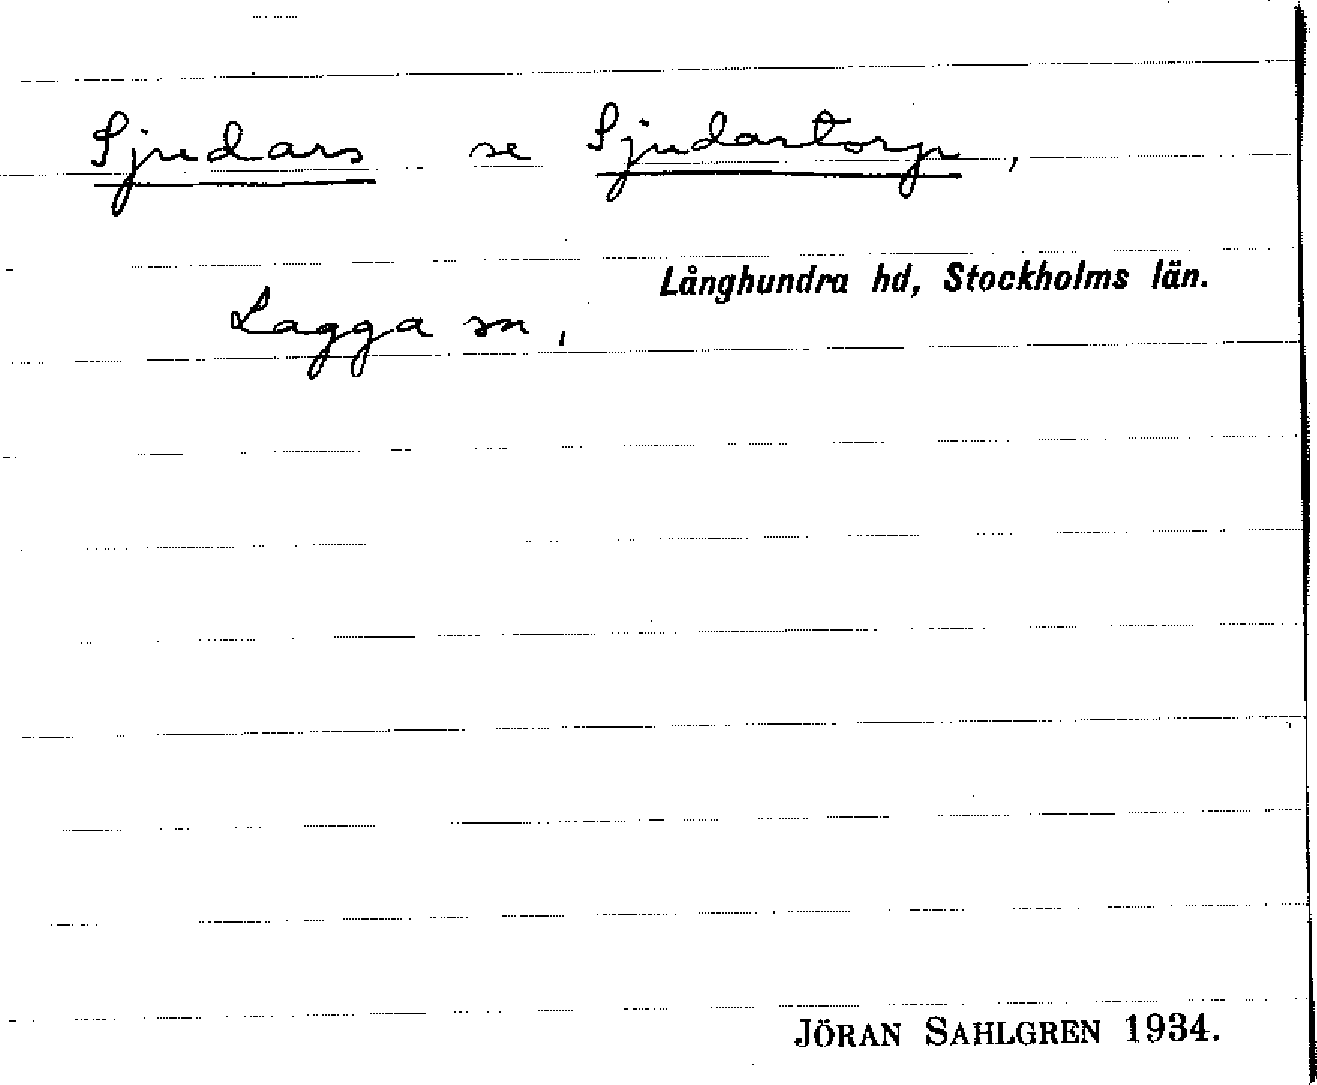 Sjudars se Sjudartorp,
Långhundra hd, Stockholms län.
Lagga sn,
JÖRAN SAHLGREN 1934.